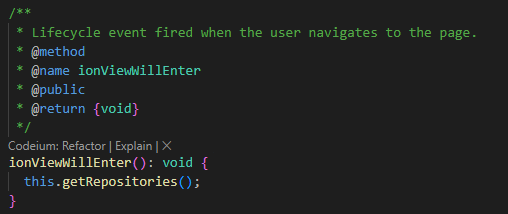 /**
* Lifecycle event fired when the user navigates to the page.
* @method
* @name ionViewWillEnter
* @public
* @return {void}
*/
Codeium: Refactor | Explain | ✕
ionViewWillEnter(): void {
this.getRepositories();
}